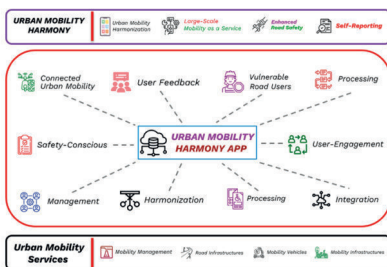 URBAN MOBILITY
HARMONY
Urban Mobility
Harmonization
Large-Scale
Mobility as a Service
Enhanced
Road Safety
Self-Reporting
Connected
Urban Mobility
User Feedback
Vulnerable
Road Users
Processing
Safety-Conscious
URBAN MOBILITY
HARMONY APP
User-Engagement
Management
Harmonization
Processing
Integration
Urban Mobility
Services
Mobility Management
Road Infrastructures
Mobility Vehicles
Mobility Infrastructures